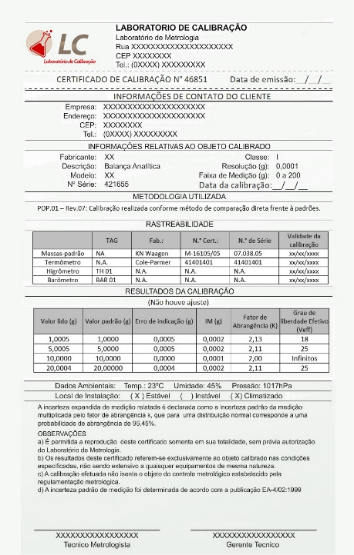 LC
Laboratório de Calibração
LABORATORIO DE CALIBRAÇÃO
Laboratório de Metrologia
Rua XXXXXXXXXXXXXXXXXXXXX
CEP XXXXXXXX
Tel.: (0XXXX) XXXXXXXXX
CERTIFICADO DE CALIBRAÇÃO N° 46851 Data de emissão: __/__/__
INFORMAÇÕES DE CONTATO DO CLIENTE
Empresa: XXXXXXXXXXXXXXXXXXXXX
Endereço: XXXXXXXXXXXXXXXXXXXXX
CEP: XXXXXXXX
Tel.: (0XXXX) XXXXXXXXX
INFORMAÇÕES RELATIVAS AO OBJETO CALIBRADO
Fabricante: XX Classe: I
Descrição: Balança Analítica Resolução (g): 0,0001
Modelo: XX Faixa de Medição (g): 0 a 200
N° Série: 421655 Data da calibração:__/__/__
METODOLOGIA UTILIZADA
POP.01 – Rev.07: Calibração realizada conforme método de comparação direta frente à padrões.
RASTREABILIDADE
TAG Fab.: N.° Cert.: N.° de Série Validade da calibração
Massas-padrão NA KN Waagen M-16105/05 07.038.05 xx/xx/xxxx
Termômetro N.A. Cole-Parmer 41401401 41401401 xx/xx/xxxx
Higrômetro TH 01 N.A. N.A. N.A. xx/xx/xxxx
Barômetro BAR 01 N.A. N.A. N.A. xx/xx/xxxx
RESULTADOS DA CALIBRAÇÃO
(Não houve ajuste)
Valor lido (g) Valor padrão (g) Erro de indicação (g) IM (g) Fator de Abrangência (K) Grau de liberdade Efetivo (Veff)
1,0005 1,0000 0,0005 0,0002 2,13 18
5,0005 5,0000 0,0005 0,0002 2,11 25
10,0000 10,0000 0,0000 0,0001 2,00 Infinitos
20,0004 20,00000 0,0004 0,0002 2,11 25
Dados Ambientais: Temp.: 23°C Umidade: 45% Pressão: 1017hPa
Local de Instalação: ( X ) Estável ( ) Instável ( X ) Climatizado
A incerteza expandida de medição relatada é declarada como a incerteza padrão da medição
multiplicada pelo fator de abrangência k, que para uma distribuição normal corresponde a uma
probabilidade de abrangência de 95,45%.
OBSERVAÇÕES
a) É permitida a reprodução deste certificado somente em sua totalidade, sem prévia autorização
do Laboratório de Metrologia.
b) Os resultados deste certificado referem-se exclusivamente ao objeto calibrado nas condições
especificadas, não sendo extensivo a quaisquer equipamentos de mesma natureza.
c) A calibração efetuada não isenta o objeto do controle metrológico estabelecido pela
regulamentação metrológica.
d) A incerteza padrão de medição foi determinada de acordo com a publicação EA-4/02:1999
XXXXXXXXXXXXXXXXX XXXXXXXXXXXXXXXXX
Tecnico Metrologista Gerente Tecnico